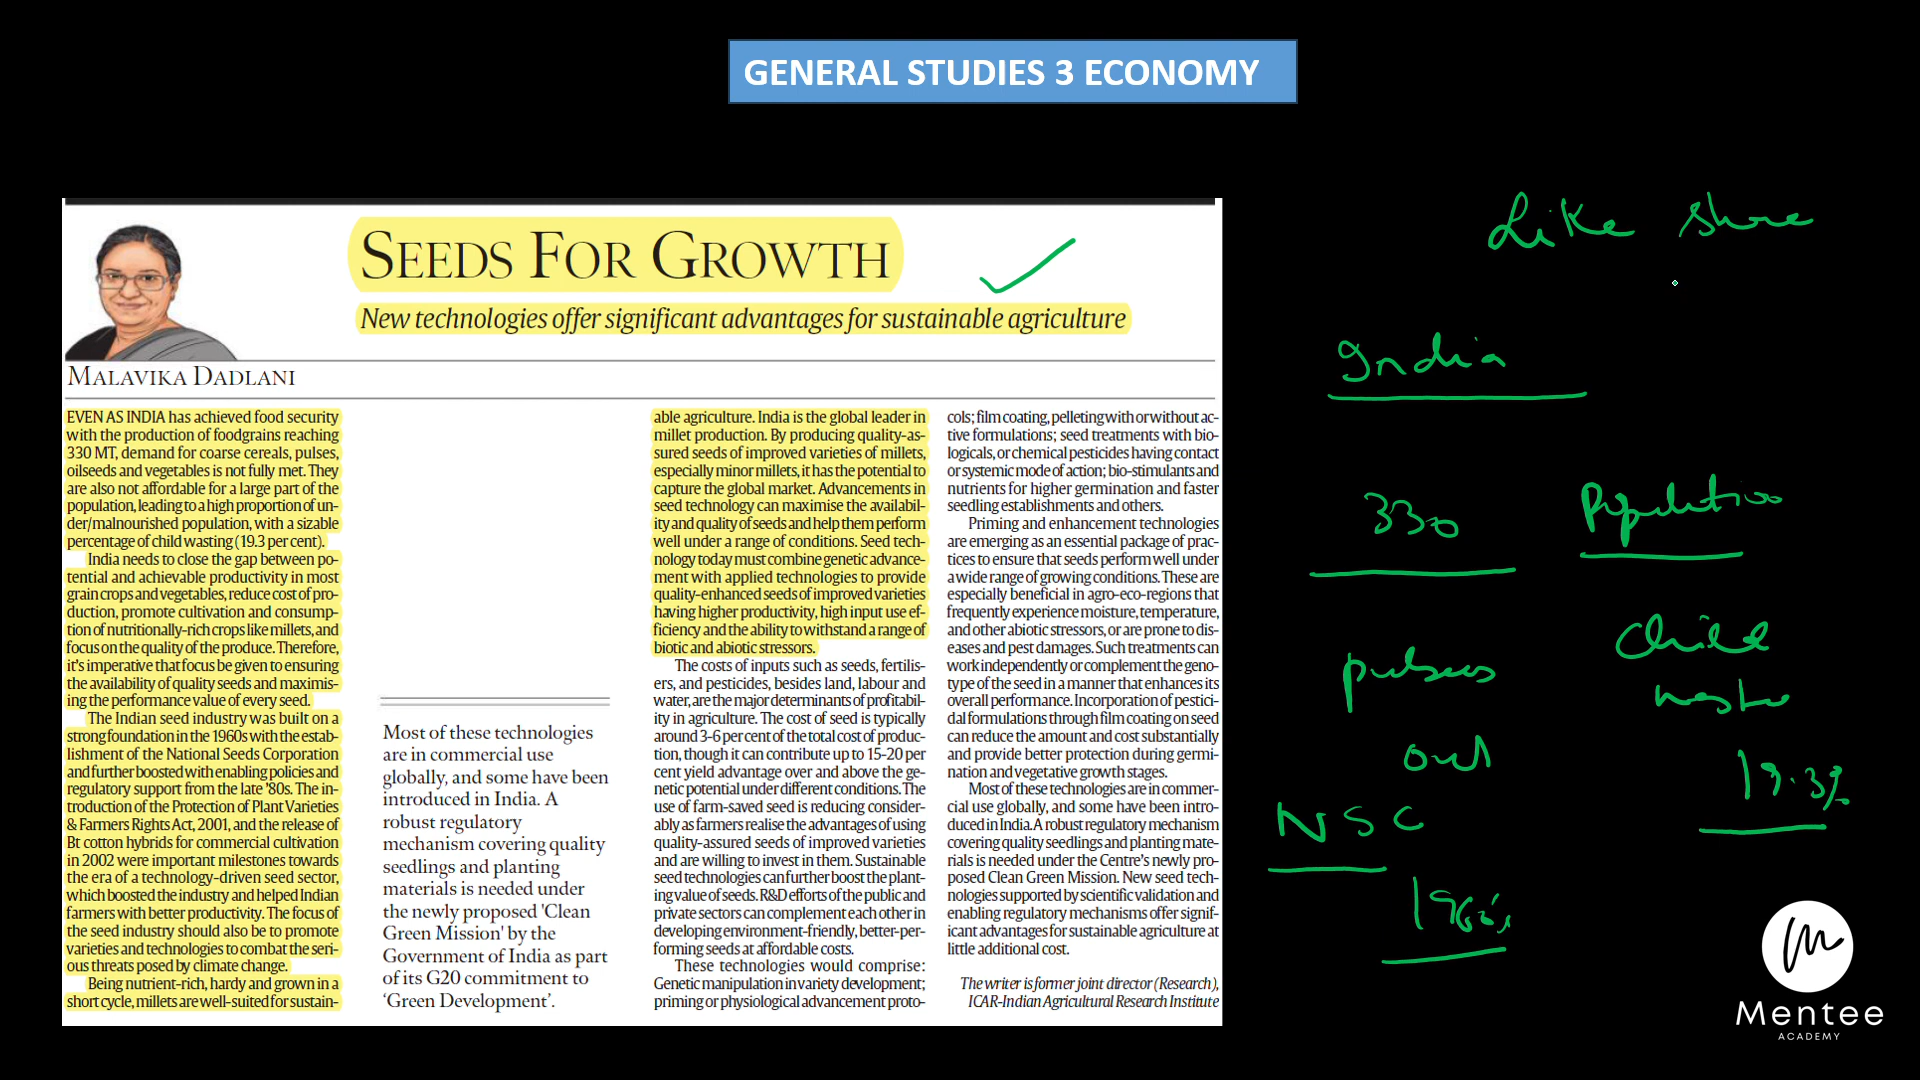 GENERAL STUDIES 3 ECONOMY
SEEDS FOR GROWTH
New technologies offer significant advantages for sustainable agriculture
MALAVIKA DADLANI
EVEN AS INDIA has achieved food security
with the production of foodgrains reaching
330 MT, demand for coarse cereals, pulses,
oilseeds and vegetables is not fully met. They
are also not affordable for a large part of the
population, leading to a high proportion of un-
der/malnourished population, with a sizable
percentage of child wasting (19.3 per cent).
India needs to close the gap between po-
tential and achievable productivity in most
grain crops and vegetables, reduce cost of pro-
duction, promote cultivation and consump-
tion of nutritionally-rich crops like millets, and
focus on the quality of the produce. Therefore,
it's imperative that focus be given to ensuring
the availability of quality seeds and maximis-
ing the performance value of every seed.
The Indian seed industry was built on a
strong foundation in the 1960s with the estab-
lishment of the National Seeds Corporation
and further boosted with enabling policies and
regulatory support from the late '80s. The in-
troduction of the Protection of Plant Varieties
& Farmers Rights Act, 2001, and the release of
Bt cotton hybrids for commercial cultivation
in 2002 were important milestones towards
the era of a technology-driven seed sector,
which boosted the industry and helped Indian
farmers with better productivity. The focus of
the seed industry should also be to promote
varieties and technologies to combat the seri-
ous threats posed by climate change.
Being nutrient-rich, hardy and grown in a
short cycle, millets are well-suited for sustain-
Most of these technologies
are in commercial use
globally, and some have been
introduced in India. A
robust regulatory
mechanism covering quality
seedlings and planting
materials is needed under
the newly proposed 'Clean
Green Mission' by the
Government of India as part
of its G20 commitment to
‘Green Development’.
able agriculture. India is the global leader in
millet production. By producing quality-as-
sured seeds of improved varieties of millets,
especially minor millets, it has the potential to
capture the global market. Advancements in
seed technology can maximise the availabil-
ity and quality of seeds and help them perform
well under a range of conditions. Seed tech-
nology today must combine genetic advance-
ment with applied technologies to provide
quality-enhanced seeds of improved varieties
having higher productivity, high input use ef-
ficiency and the ability to withstand a range of
biotic and abiotic stressors.
The costs of inputs such as seeds, fertilis-
ers, and pesticides, besides land, labour and
water, are the major determinants of profitabil-
ity in agriculture. The cost of seed is typically
around 3-6 per cent of the total cost of produc-
tion, though it can contribute up to 15-20 per
cent yield advantage over and above the ge-
netic potential under different conditions. The
use of farm-saved seed is reducing consider-
ably as farmers realise the advantages of using
quality-assured seeds of improved varieties
and are willing to invest in them. Sustainable
seed technologies can further boost the plant-
ing value of seeds. R&D efforts of the public and
private sectors can complement each other in
developing environment-friendly, better-per-
forming seeds at affordable costs.
These technologies would comprise:
Genetic manipulation in variety development;
priming or physiological advancement proto-
cols; film coating, pelleting with or without ac-
tive formulations; seed treatments with bio-
logicals, or chemical pesticides having contact
or systemic mode of action; bio-stimulants and
nutrients for higher germination and faster
seedling establishments and others.
Priming and enhancement technologies
are emerging as an essential package of prac-
tices to ensure that seeds perform well under
a wide range of growing conditions. These are
especially beneficial in agro-eco-regions that
frequently experience moisture, temperature,
and other abiotic stressors, or are prone to dis-
eases and pest damages. Such treatments can
work independently or complement the geno-
type of the seed in a manner that enhances its
overall performance. Incorporation of pestici-
dal formulations through film coating on seed
can reduce the amount and cost substantially
and provide better protection during germi-
nation and vegetative growth stages.
Most of these technologies are in commer-
cial use globally, and some have been intro-
duced in India. A robust regulatory mechanism
covering quality seedlings and planting mate-
rials is needed under the Centre's newly pro-
posed Clean Green Mission. New seed tech-
nologies supported by scientific validation and
enabling regulatory mechanisms offer signif-
icant advantages for sustainable agriculture at
little additional cost.
The writer is former joint director (Research),
ICAR-Indian Agricultural Research Institute
Like Share
India
330
Population
pulses
Child
19.3%
NSC
1960's
Mentee
ACADEMY